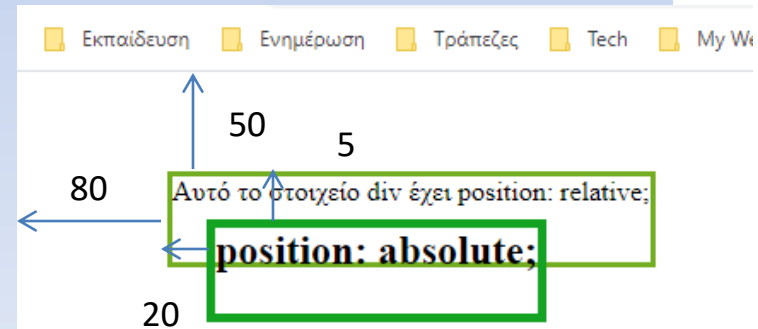 Εκπαίδευση Ενημέρωση Τράπεζες Tech My We
50
5
80
Αυτό το στοιχείο div έχει position: relative;
position: absolute;
20